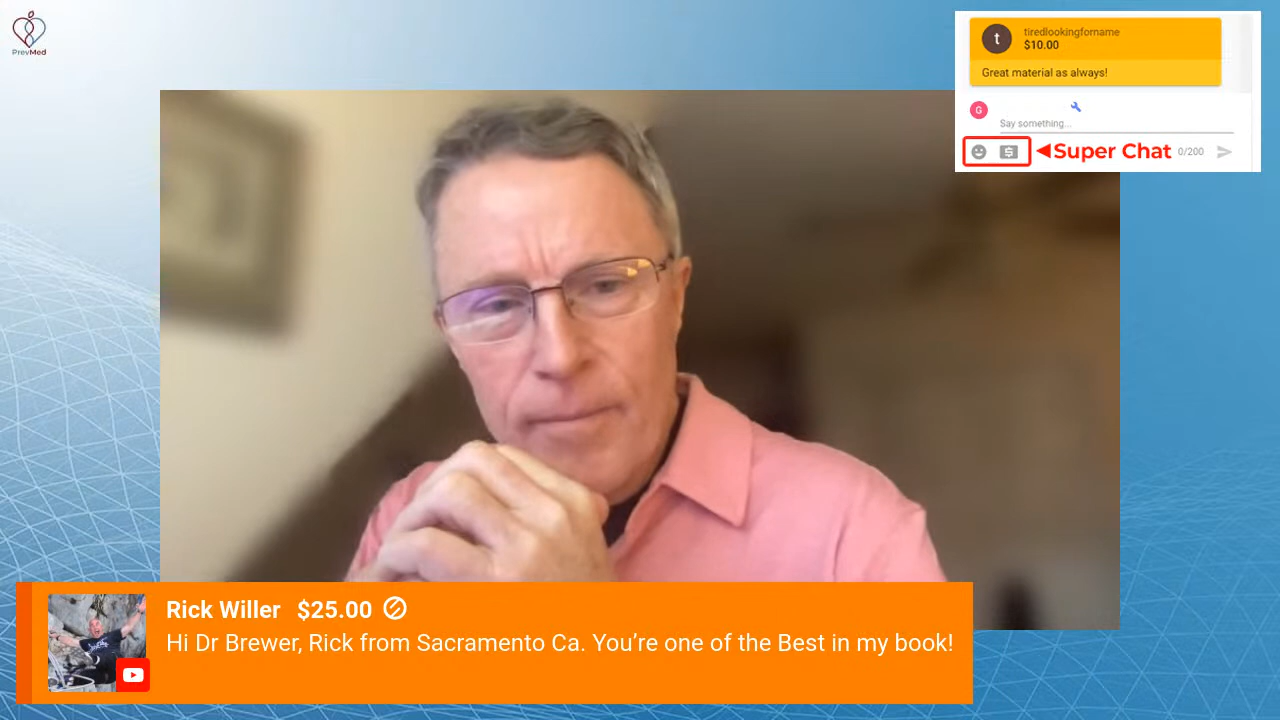 PrevMed
t
tiredlookingforname
$10.00
Great material as always!
G
Say something...
Super Chat
0/200
Rick Willer $25.00
Hi Dr Brewer, Rick from Sacramento Ca. You’re one of the Best in my book!